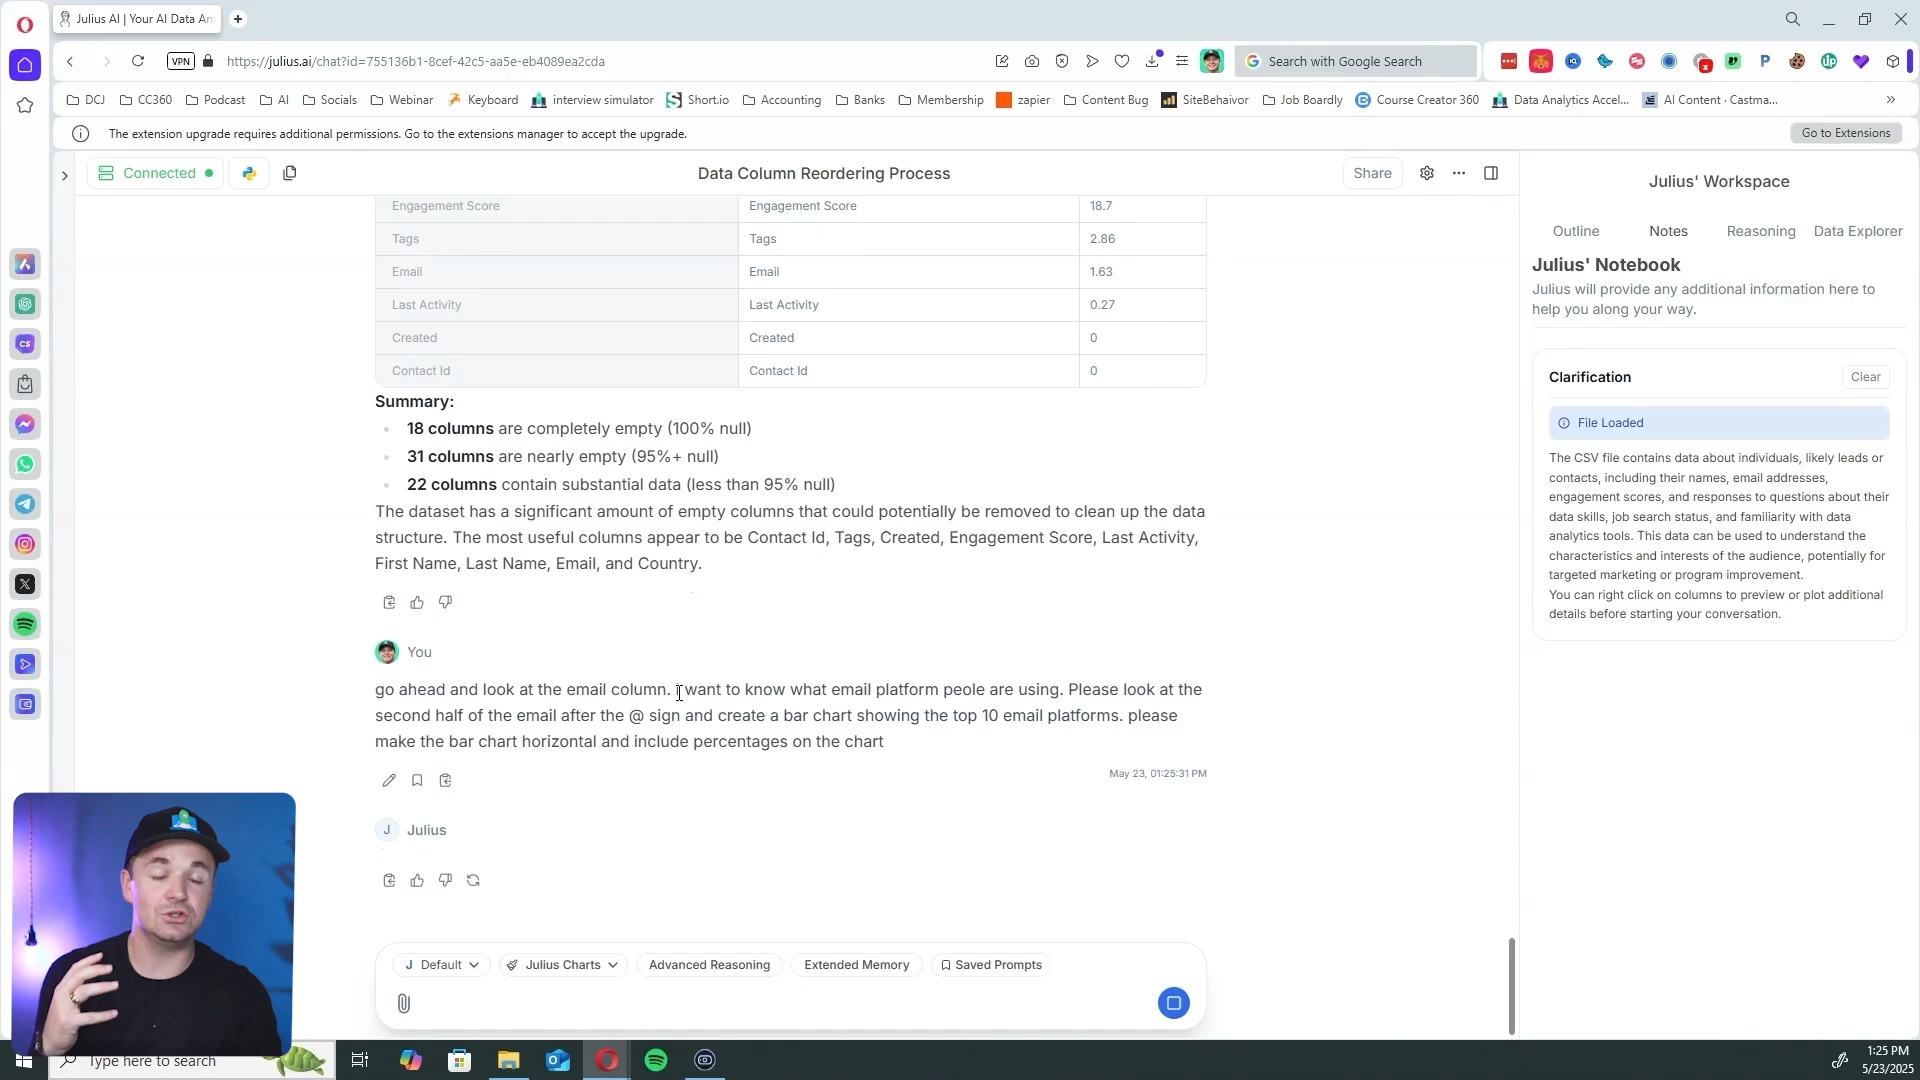 Julius AI | Your AI Data An
VPN
https://julius.ai/chat?id=755136b1-8cef-42c5-aa5e-eb4089ea2cda
Search with Google Search
DCJ
CC360
Podcast
AI
Socials
Webinar
Keyboard
interview simulator
Short.io
Accounting
Banks
Membership
zapier
Content Bug
SiteBehaivor
Job Boardly
Course Creator 360
Data Analytics Accel...
AI Content · Castma...
The extension upgrade requires additional permissions. Go to the extensions manager to accept the upgrade.
Go to Extensions
Connected
Data Column Reordering Process
Share
Engagement Score Engagement Score 18.7
Tags Tags 2.86
Email Email 1.63
Last Activity Last Activity 0.27
Created Created 0
Contact Id Contact Id 0
Summary:
18 columns are completely empty (100% null)
31 columns are nearly empty (95%+ null)
22 columns contain substantial data (less than 95% null)
The dataset has a significant amount of empty columns that could potentially be removed to clean up the data
structure. The most useful columns appear to be Contact Id, Tags, Created, Engagement Score, Last Activity,
First Name, Last Name, Email, and Country.
You
go ahead and look at the email column. i want to know what email platform peole are using. Please look at the
second half of the email after the @ sign and create a bar chart showing the top 10 email platforms. please
make the bar chart horizontal and include percentages on the chart
May 23, 01:25:31 PM
J Julius
J Default
Julius Charts
Advanced Reasoning
Extended Memory
Saved Prompts
Julius' Workspace
Outline
Notes
Reasoning
Data Explorer
Julius' Notebook
Julius will provide any additional information here to
help you along your way.
Clarification
Clear
File Loaded
The CSV file contains data about individuals, likely leads or
contacts, including their names, email addresses,
engagement scores, and responses to questions about their
data skills, job search status, and familiarity with data
analytics tools. This data can be used to understand the
characteristics and interests of the audience, potentially for
targeted marketing or program improvement.
You can right click on columns to preview or plot additional
details before starting your conversation.
Type here to search
1:25 PM
5/23/2025